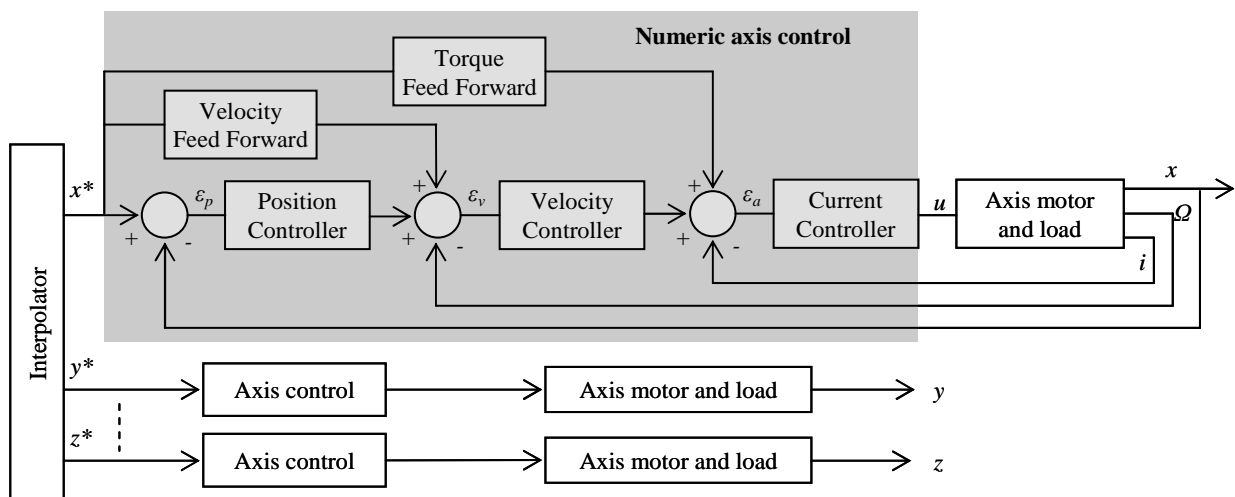 Numeric axis control
Torque
Feed Forward
Velocity
Feed Forward
x*
+
-
ε_p
Position
Controller
+
+
-
ε_v
Velocity
Controller
+
+
-
ε_a
Current
Controller
u
Axis motor
and load
x
Ω
i
Interpolator
y*
Axis control
Axis motor and load
y
z*
Axis control
Axis motor and load
z